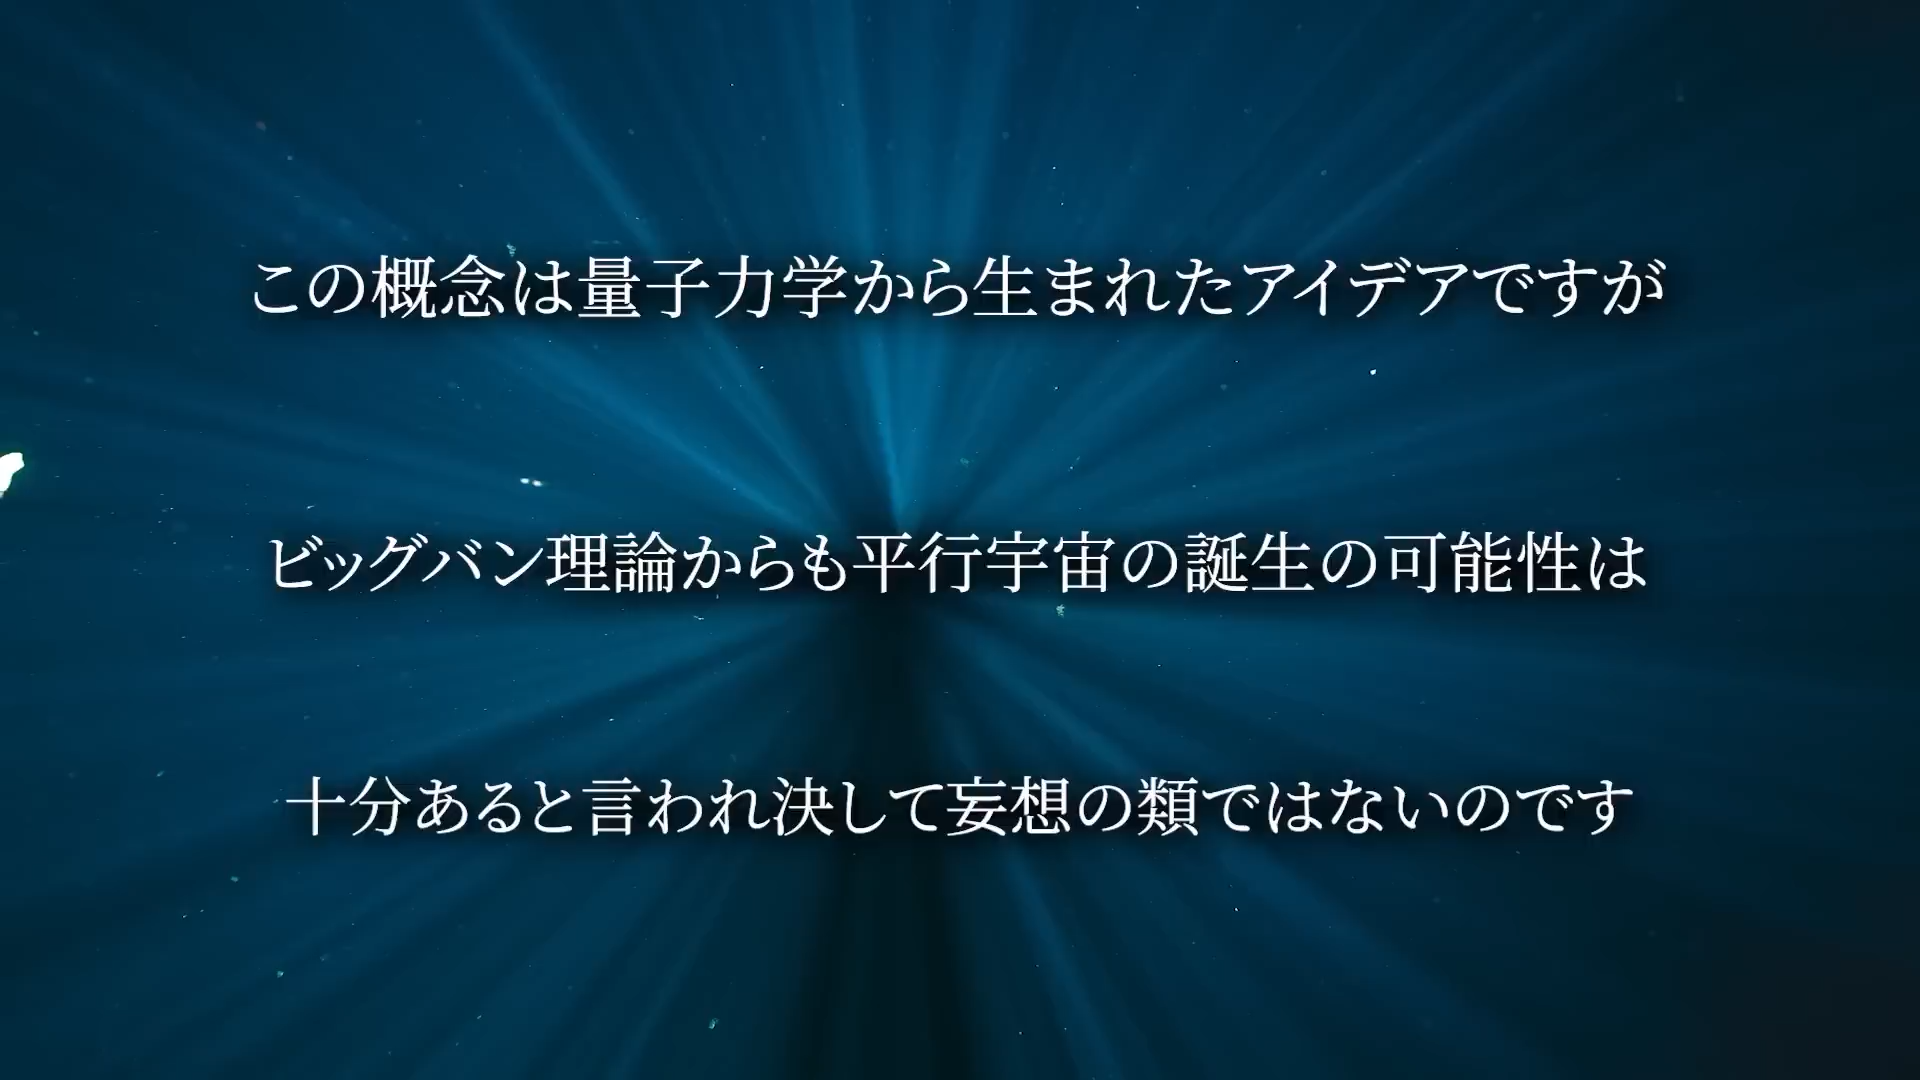 この概念は量子力学から生まれたアイデアですが
ビッグバン理論からも平行宇宙の誕生の可能性は
十分あると言われ決して妄想の類ではないのです